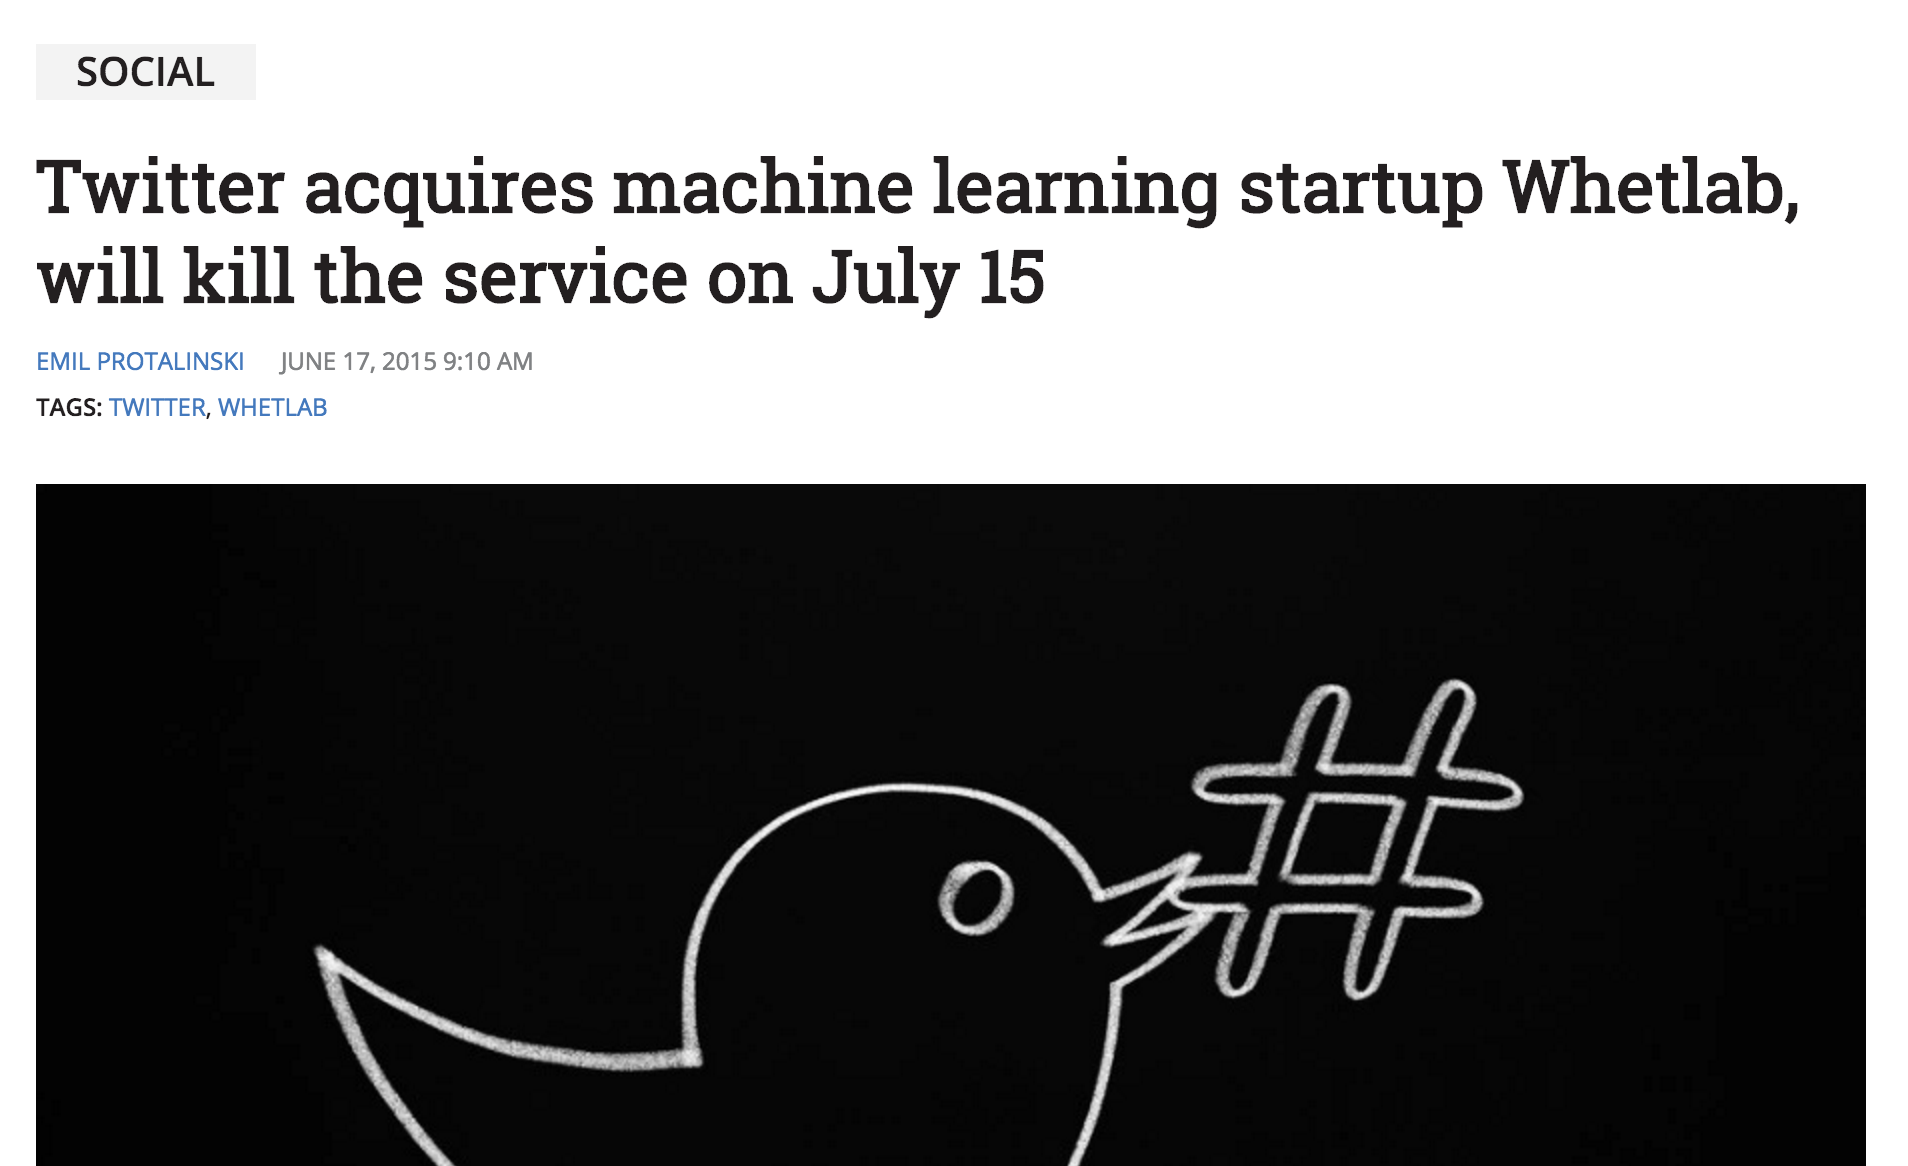 SOCIAL
Twitter acquires machine learning startup Whetlab,
will kill the service on July 15
EMIL PROTALINSKI JUNE 17, 2015 9:10 AM
TAGS: TWITTER, WHETLAB
#